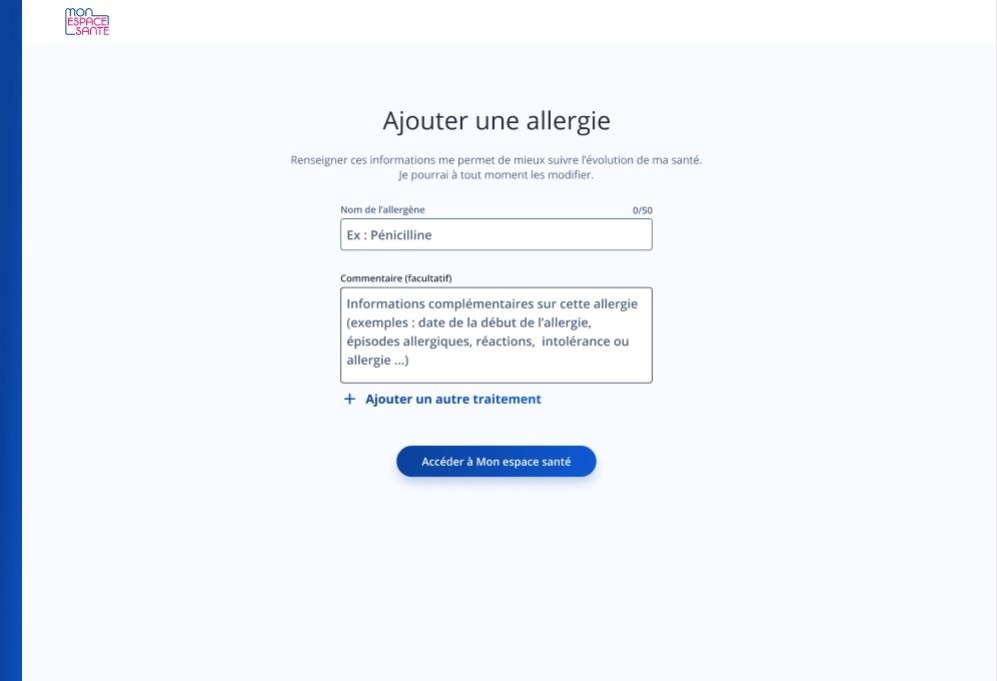 mon
ESPACE
SANTÉ
Ajouter une allergie
Renseigner ces informations me permet de mieux suivre l'évolution de ma santé.
Je pourrai à tout moment les modifier.
Nom de l'allergène 0/50
Ex : Pénicilline
Commentaire (facultatif)
Informations complémentaires sur cette allergie
(exemples : date de la début de l'allergie,
épisodes allergiques, réactions, intolérance ou
allergie ...)
+ Ajouter un autre traitement
Accéder à Mon espace santé